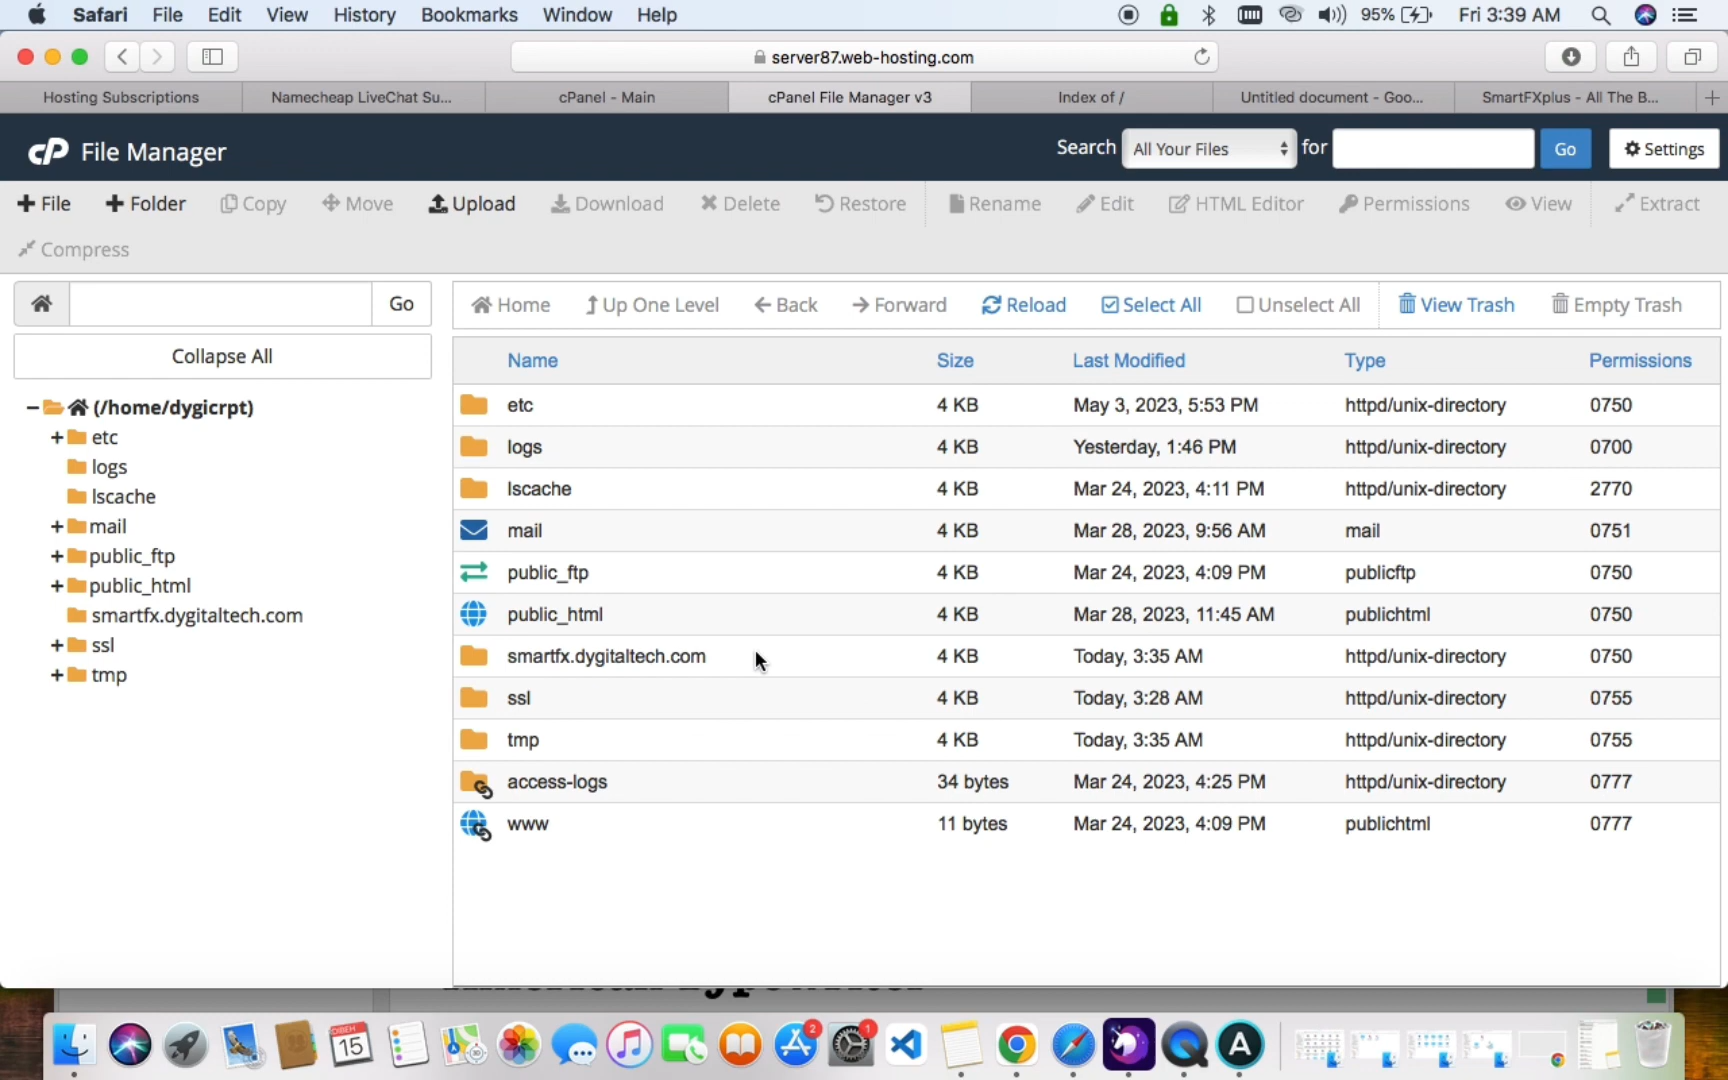 Safari File Edit View History Bookmarks Window Help 95% Fri 3:39 AM
server87.web-hosting.com
Hosting Subscriptions Namecheap LiveChat Su... cPanel - Main cPanel File Manager v3 Index of / Untitled document - Goo... SmartFXplus - All The B... +
cP File Manager Search All Your Files for Go Settings
+ File + Folder Copy Move Upload Download Delete Restore Rename Edit HTML Editor Permissions View Extract
Compress
Go Home Up One Level Back Forward Reload Select All Unselect All View Trash Empty Trash
Collapse All
Name Size Last Modified Type Permissions
(/home/dygicrpt)
etc
logs
lscache
mail
public_ftp
public_html
smartfx.dygitaltech.com
ssl
tmp
etc 4 KB May 3, 2023, 5:53 PM httpd/unix-directory 0750
logs 4 KB Yesterday, 1:46 PM httpd/unix-directory 0700
lscache 4 KB Mar 24, 2023, 4:11 PM httpd/unix-directory 2770
mail 4 KB Mar 28, 2023, 9:56 AM mail 0751
public_ftp 4 KB Mar 24, 2023, 4:09 PM publicftp 0750
public_html 4 KB Mar 28, 2023, 11:45 AM publichtml 0750
smartfx.dygitaltech.com 4 KB Today, 3:35 AM httpd/unix-directory 0750
ssl 4 KB Today, 3:28 AM httpd/unix-directory 0755
tmp 4 KB Today, 3:35 AM httpd/unix-directory 0755
access-logs 34 bytes Mar 24, 2023, 4:25 PM httpd/unix-directory 0777
www 11 bytes Mar 24, 2023, 4:09 PM publichtml 0777
15 2 1